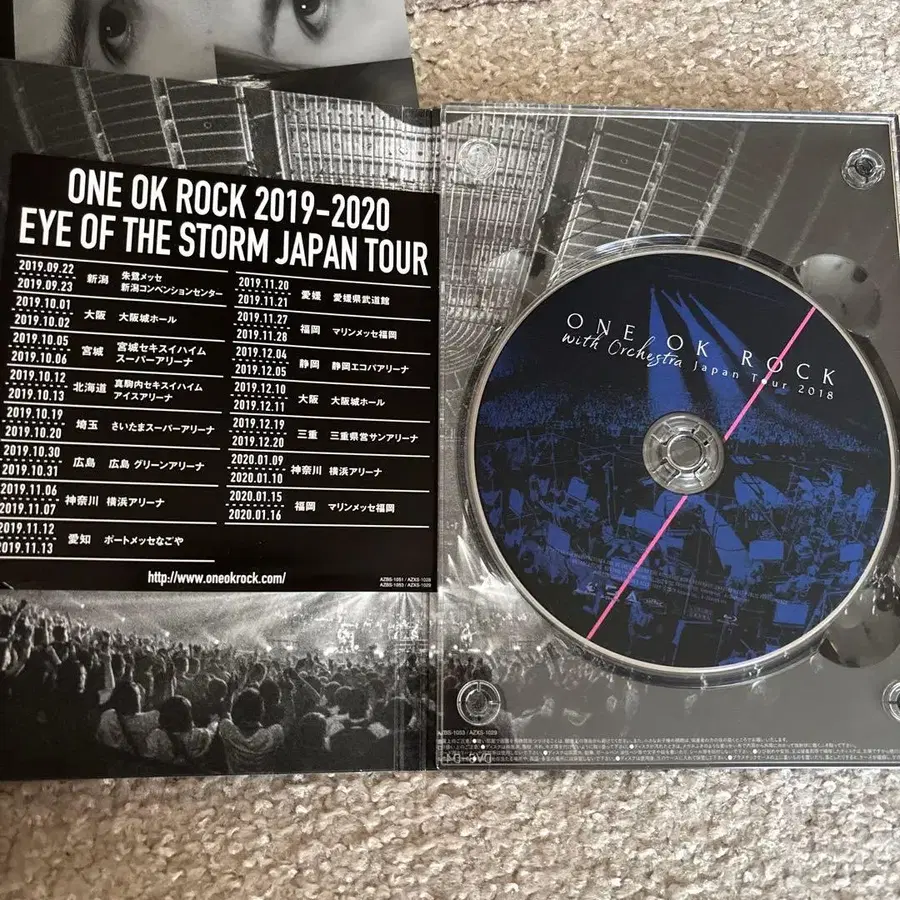 ONE OK ROCK 2019-2020
EYE OF THE STORM JAPAN TOUR
2019.09.22
2019.09.23
新潟 朱鷺メッセ
新潟コンベンションセンター
2019.10.01
2019.10.02
大阪 大阪城ホール
2019.10.05
2019.10.06
宮城 宮城セキスイハイム
スーパーアリーナ
2019.10.12
2019.10.13
北海道 真駒内セキスイハイム
アイスアリーナ
2019.10.19
2019.10.20
埼玉 さいたまスーパーアリーナ
2019.10.30
2019.10.31
広島 広島 グリーンアリーナ
2019.11.06
2019.11.07
神奈川 横浜アリーナ
2019.11.12
2019.11.13
愛知 ポートメッセなごや
2019.11.20
2019.11.21
愛媛 愛媛県武道館
2019.11.27
2019.11.28
福岡 マリンメッセ福岡
2019.12.04
2019.12.05
静岡 静岡エコパアリーナ
2019.12.10
2019.12.11
大阪 大阪城ホール
2019.12.19
2019.12.20
三重 三重県営サンアリーナ
2020.01.09
2020.01.10
神奈川 横浜アリーナ
2020.01.15
2020.01.16
福岡 マリンメッセ福岡
http://www.oneokrock.com/
AZBS-1051 / AZXS-1028
AZBS-1053 / AZXS-1029
ONE OK ROCK
with Orchestra Japan Tour 2018
AZBS-1053 / AZXS-1029